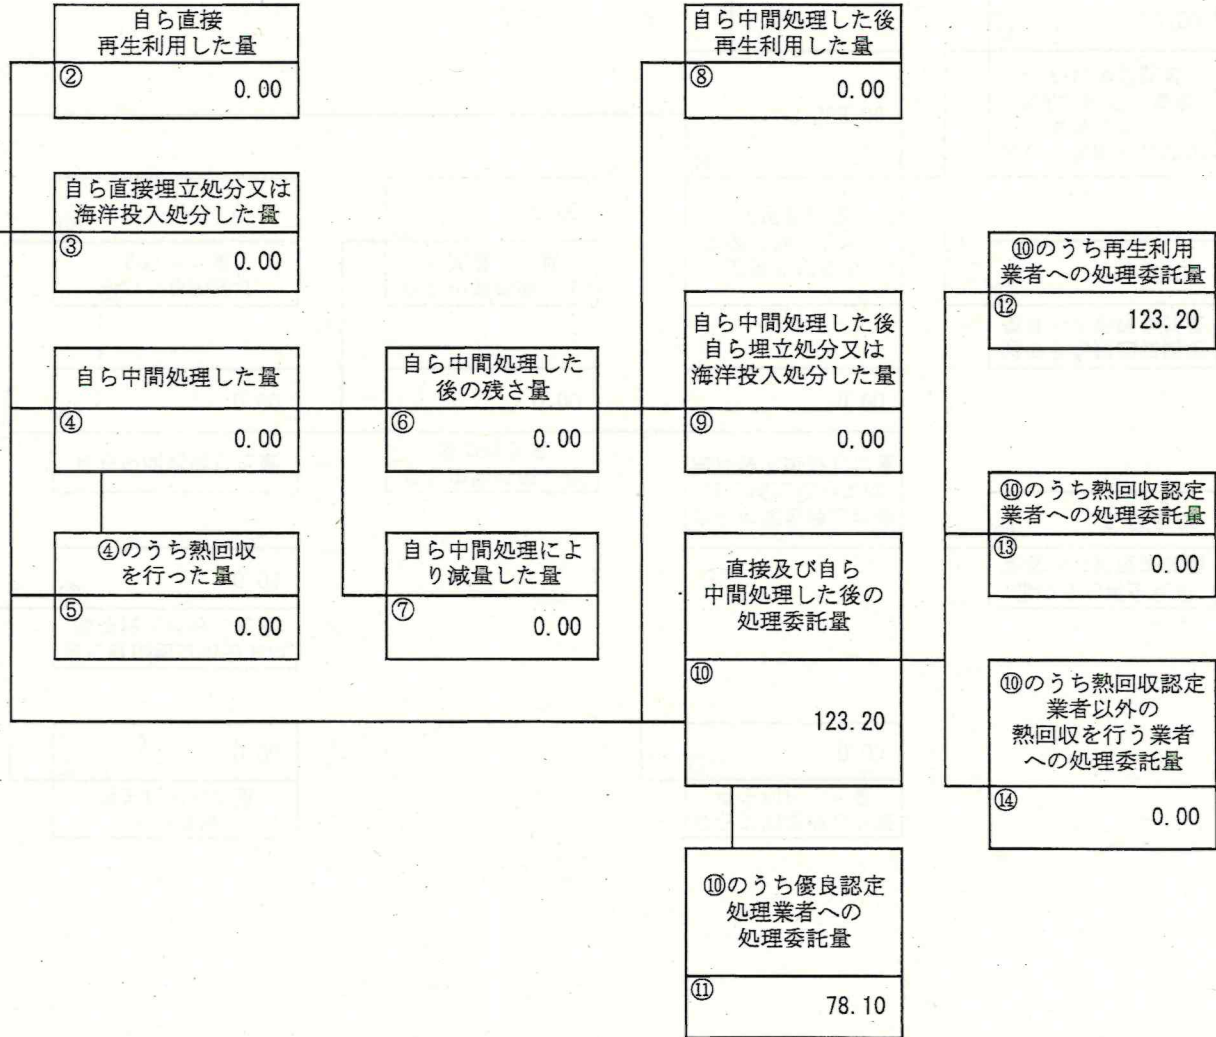 自ら直接
再生利用した量
②
0.00
自ら直接埋立処分又は
海洋投入処分した量
③
0.00
自ら中間処理した量
④
0.00
④のうち熱回収
を行った量
⑤
0.00
自ら中間処理した
後の残さ量
⑥
0.00
自ら中間処理によ
り減量した量
⑦
0.00
自ら中間処理した後
再生利用した量
⑧
0.00
自ら中間処理した後
自ら埋立処分又は
海洋投入処分した量
⑨
0.00
直接及び自ら
中間処理した後の
処理委託量
⑩
123.20
⑩のうち優良認定
処理業者への
処理委託量
⑪
78.10
⑩のうち再生利用
業者への処理委託量
⑫
123.20
⑩のうち熱回収認定
業者への処理委託量
⑬
0.00
⑩のうち熱回収認定
業者以外の
熱回収を行う業者
への処理委託量
⑭
0.00